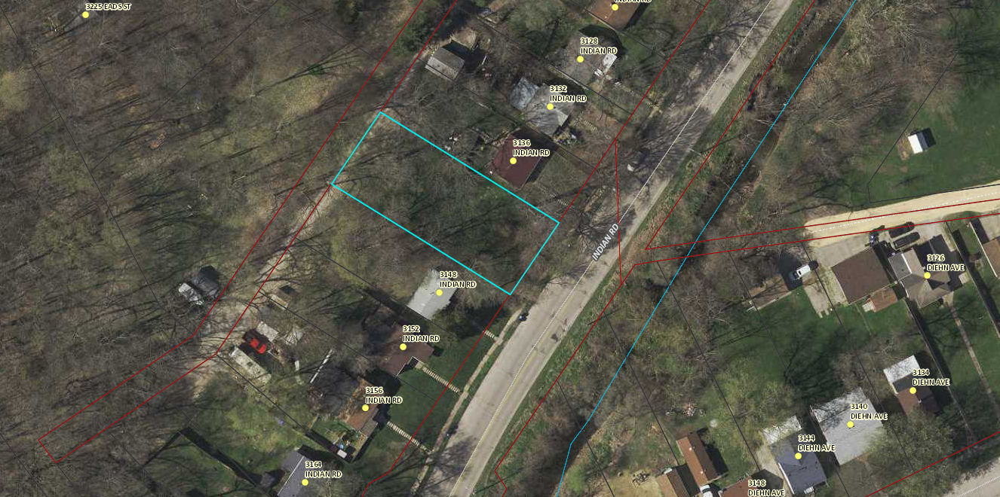 3225 EADS ST
INDIAN RD
3128
INDIAN RD
3132
INDIAN RD
3136
INDIAN RD
INDIAN RD
3148
INDIAN RD
3126
DIEHN AVE
3152
INDIAN RD
3156
INDIAN RD
3134
DIEHN AVE
3140
DIEHN AVE
3144
DIEHN AVE
3164
INDIAN RD
3148
DIEHN AVE